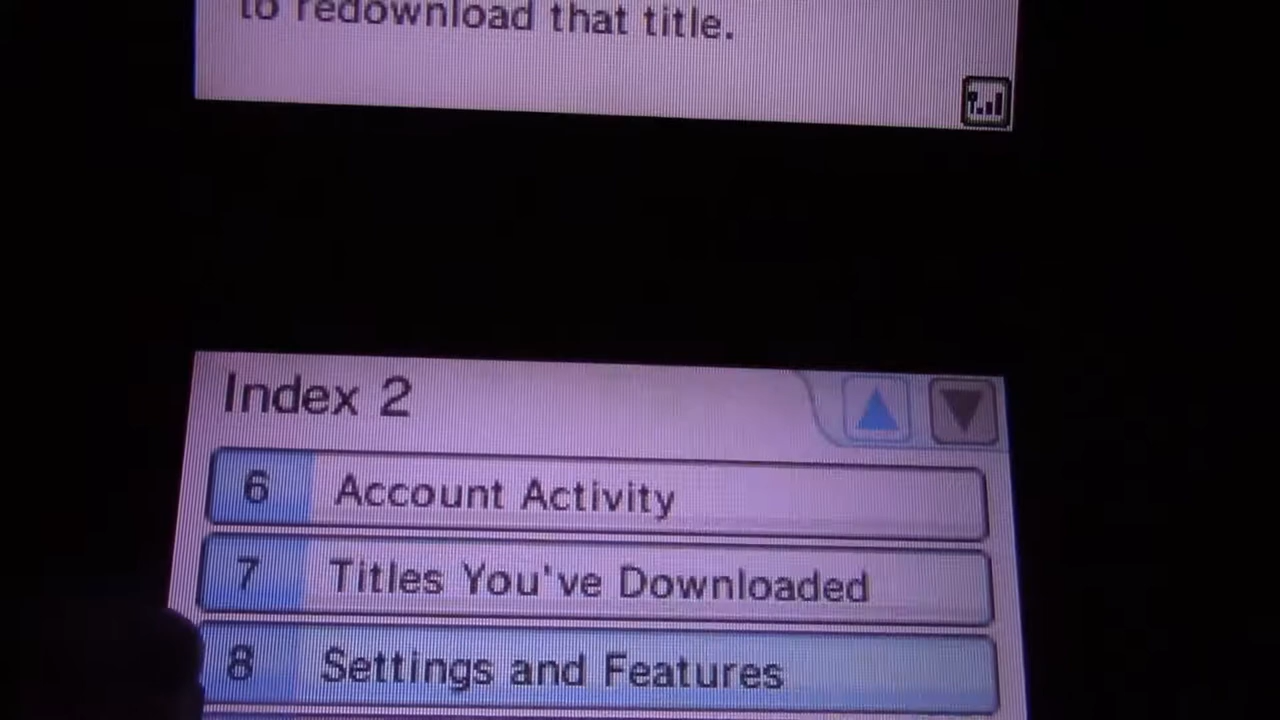 to redownload that title.
Index 2
6 Account Activity
7 Titles You've Downloaded
8 Settings and Features